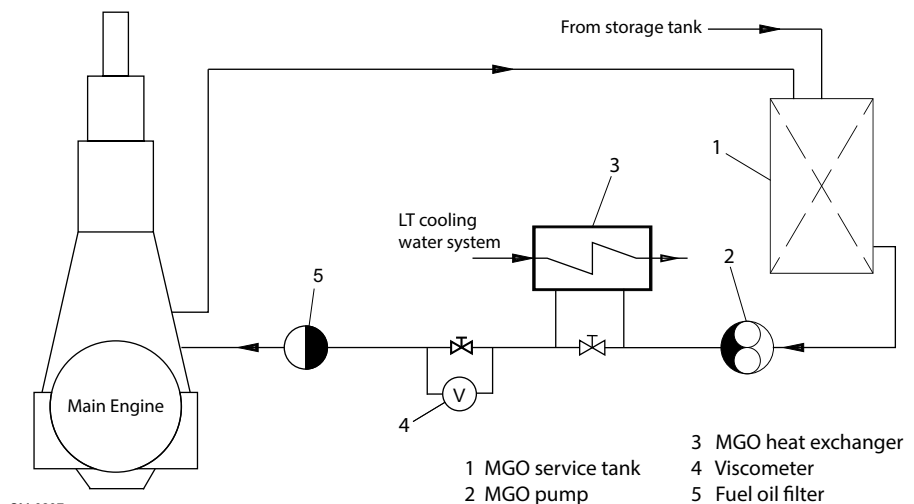 From storage tank
1
3
LT cooling
water system
2
5
Main Engine
V
4
1 MGO service tank
2 MGO pump
3 MGO heat exchanger
4 Viscometer
5 Fuel oil filter